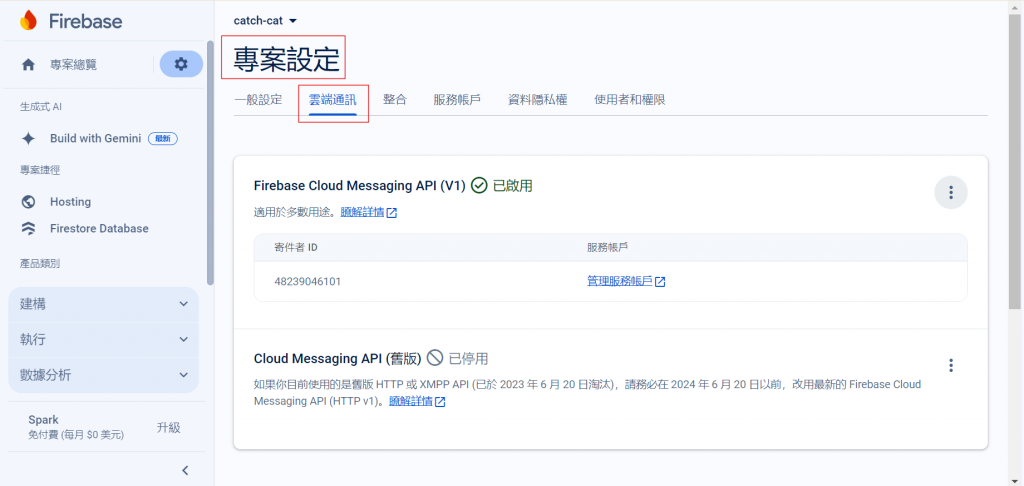 Firebase
專案總覽
生成式 AI
Build with Gemini 最新
專案捷徑
Hosting
Firestore Database
產品類別
建構
執行
數據分析
Spark
免付費 (每月 $0 美元)
升級
catch-cat
專案設定
一般設定 雲端通訊 整合 服務帳戶 資料隱私權 使用者和權限
Firebase Cloud Messaging API (V1) 已啟用
適用於多數用途。瞭解詳情
寄件者 ID 服務帳戶
48239046101 管理服務帳戶
Cloud Messaging API (舊版) 已停用
如果你目前使用的是舊版 HTTP 或 XMPP API (已於 2023 年 6 月 20 日淘汰)，請務必在 2024 年 6 月 20 日以前，改用最新的 Firebase Cloud
Messaging API (HTTP v1)。瞭解詳情